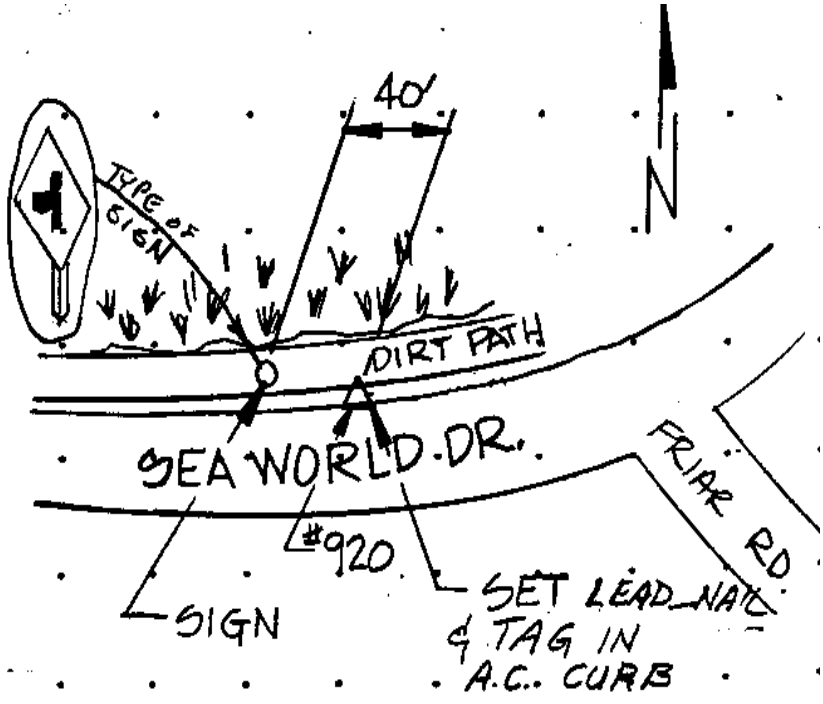 40'
N
TYPE OF
SIGN
DIRT PATH
SEA WORLD DR.
FRIAR RD.
#920
SIGN
SET LEAD NAIL
& TAG IN
A.C. CURB